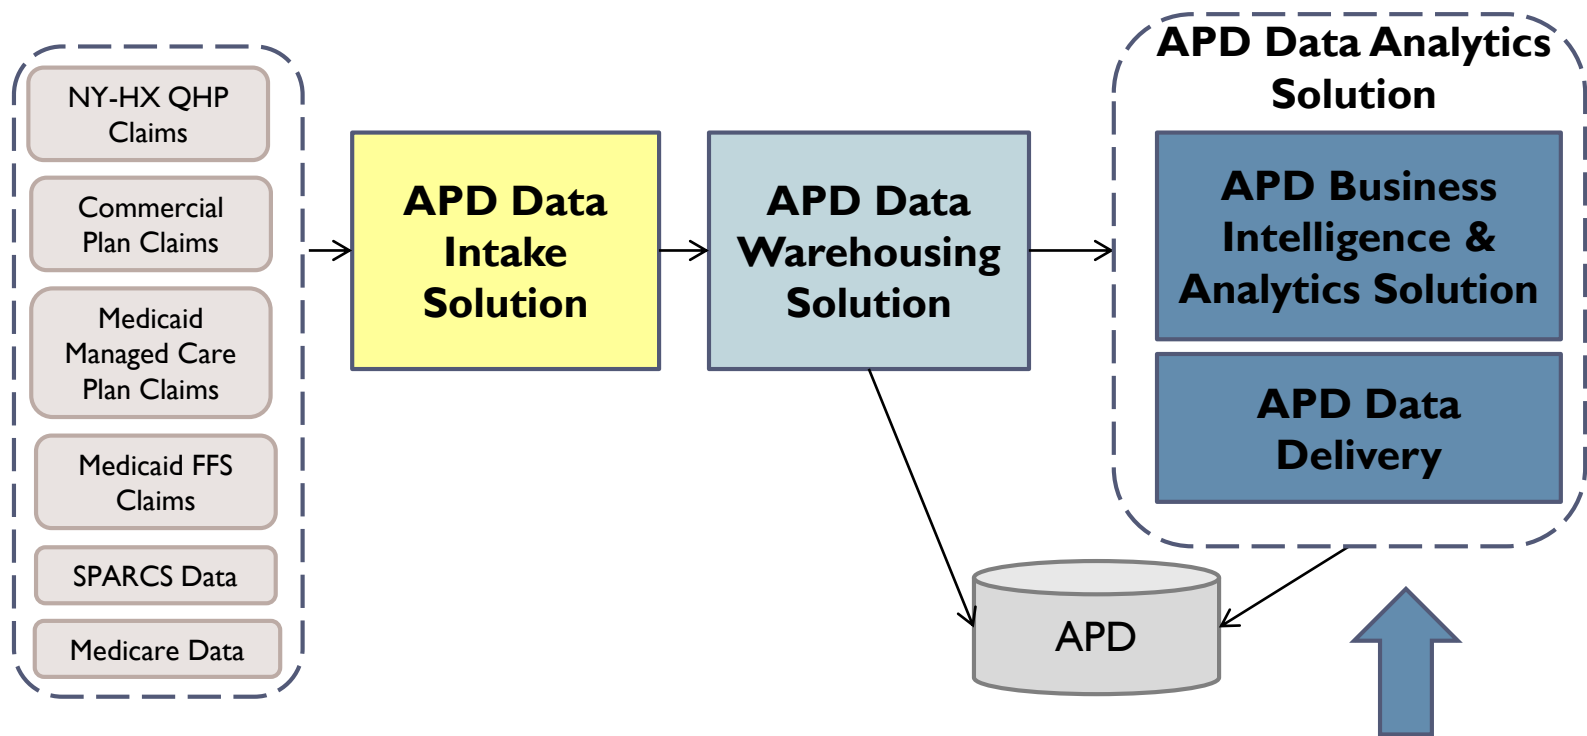 NY-HX QHP
Claims
Commercial
Plan Claims
Medicaid
Managed Care
Plan Claims
Medicaid FFS
Claims
SPARCS Data
Medicare Data
APD Data
Intake
Solution
APD Data
Warehousing
Solution
APD Data Analytics
Solution
APD Business
Intelligence &
Analytics Solution
APD Data
Delivery
APD